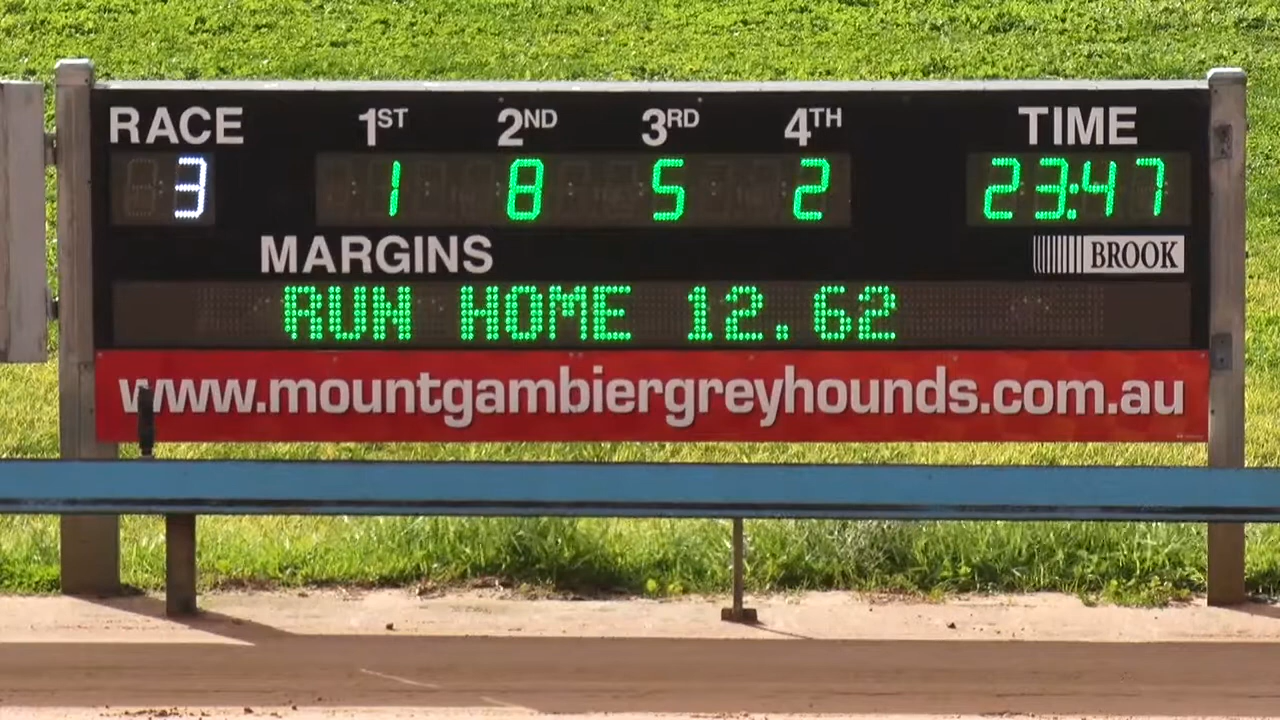 RACE 1ST 2ND 3RD 4TH TIME
3 1 8 5 2 23:47
MARGINS BROOK
RUN HOME 12.62
www.mountgambiergreyhounds.com.au